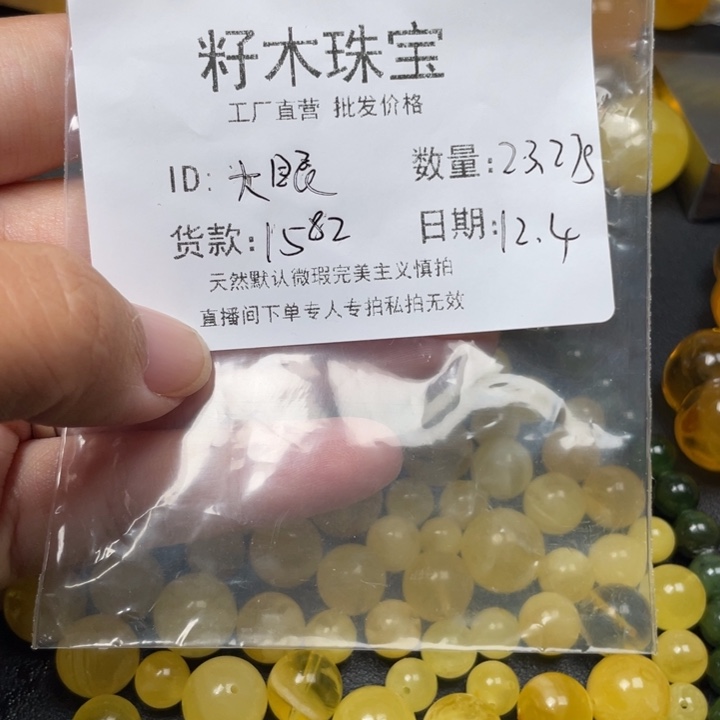 籽木珠宝
工厂直营 批发价格
ID: 大眼 数量:23.27g
货款:1582 日期:12.4
天然默认微瑕完美主义慎拍
直播间下单专人专拍私拍无效